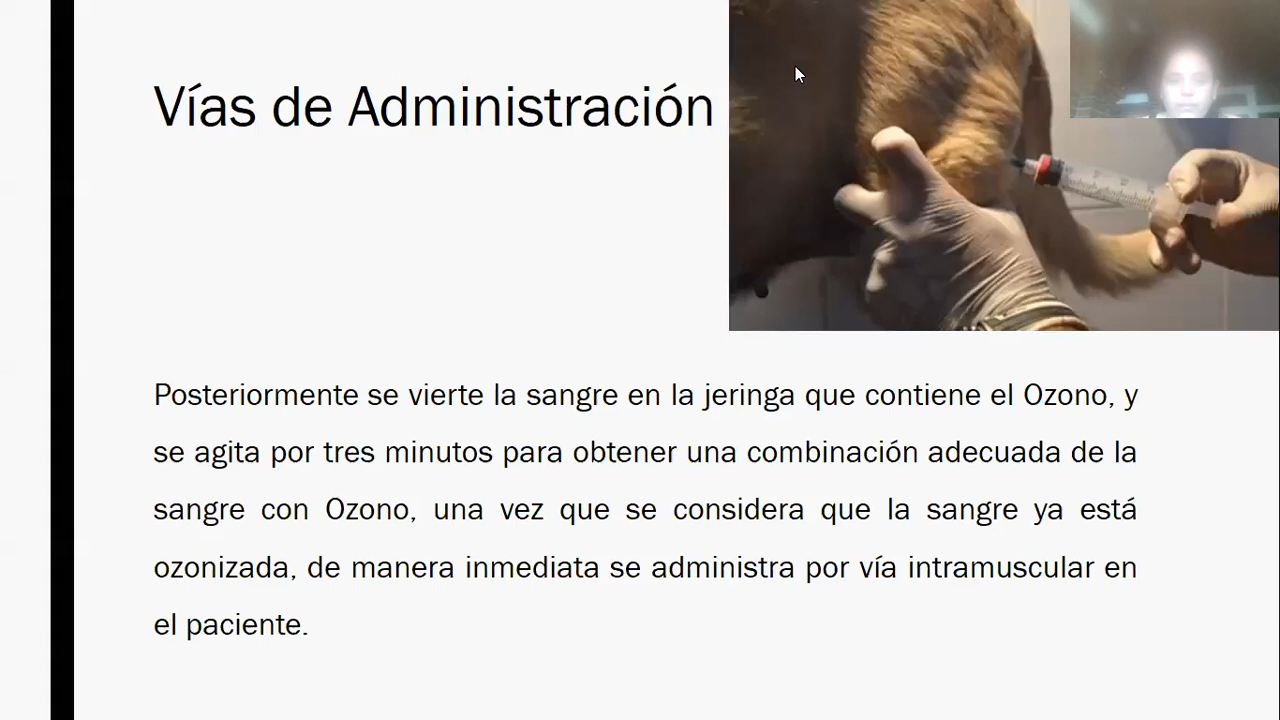 Vías de Administración
Posteriormente se vierte la sangre en la jeringa que contiene el Ozono, y
se agita por tres minutos para obtener una combinación adecuada de la
sangre con Ozono, una vez que se considera que la sangre ya está
ozonizada, de manera inmediata se administra por vía intramuscular en
el paciente.